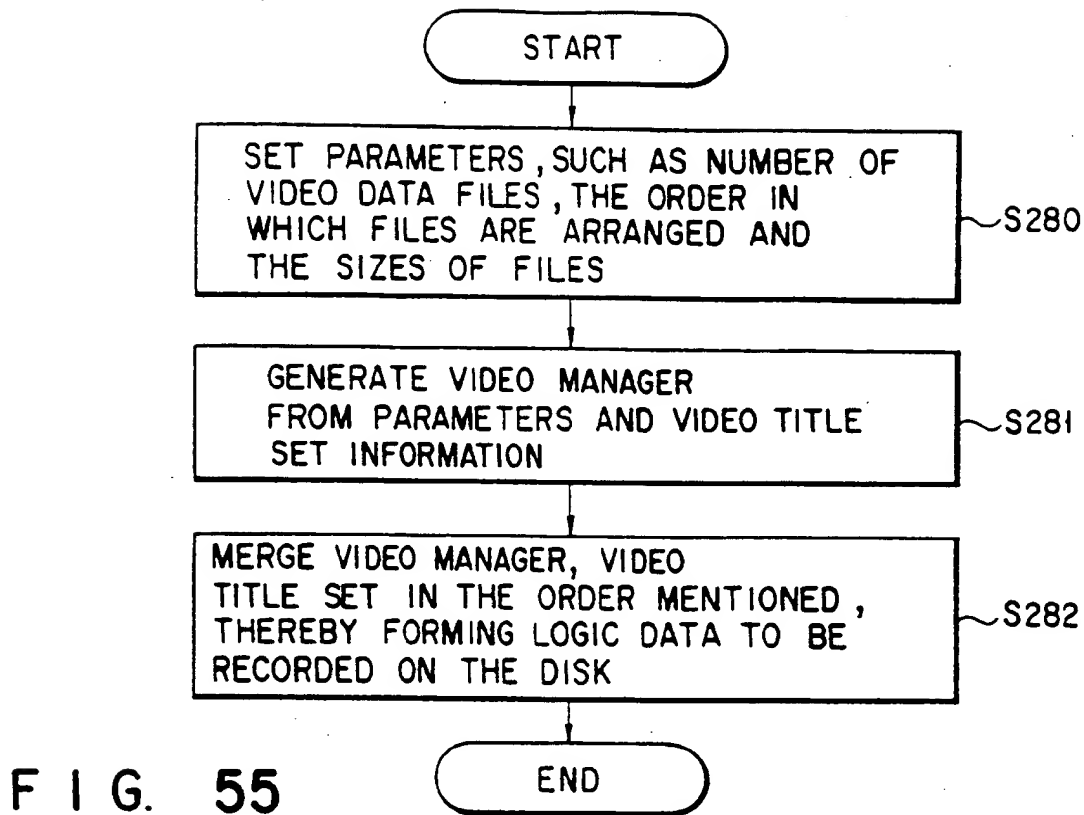 START
SET PARAMETERS, SUCH AS NUMBER OF
VIDEO DATA FILES, THE ORDER IN
WHICH FILES ARE ARRANGED AND
THE SIZES OF FILES
S280
GENERATE VIDEO MANAGER
FROM PARAMETERS AND VIDEO TITLE
SET INFORMATION
S281
MERGE VIDEO MANAGER, VIDEO
TITLE SET IN THE ORDER MENTIONED,
THEREBY FORMING LOGIC DATA TO BE
RECORDED ON THE DISK
S282
END
FIG. 55